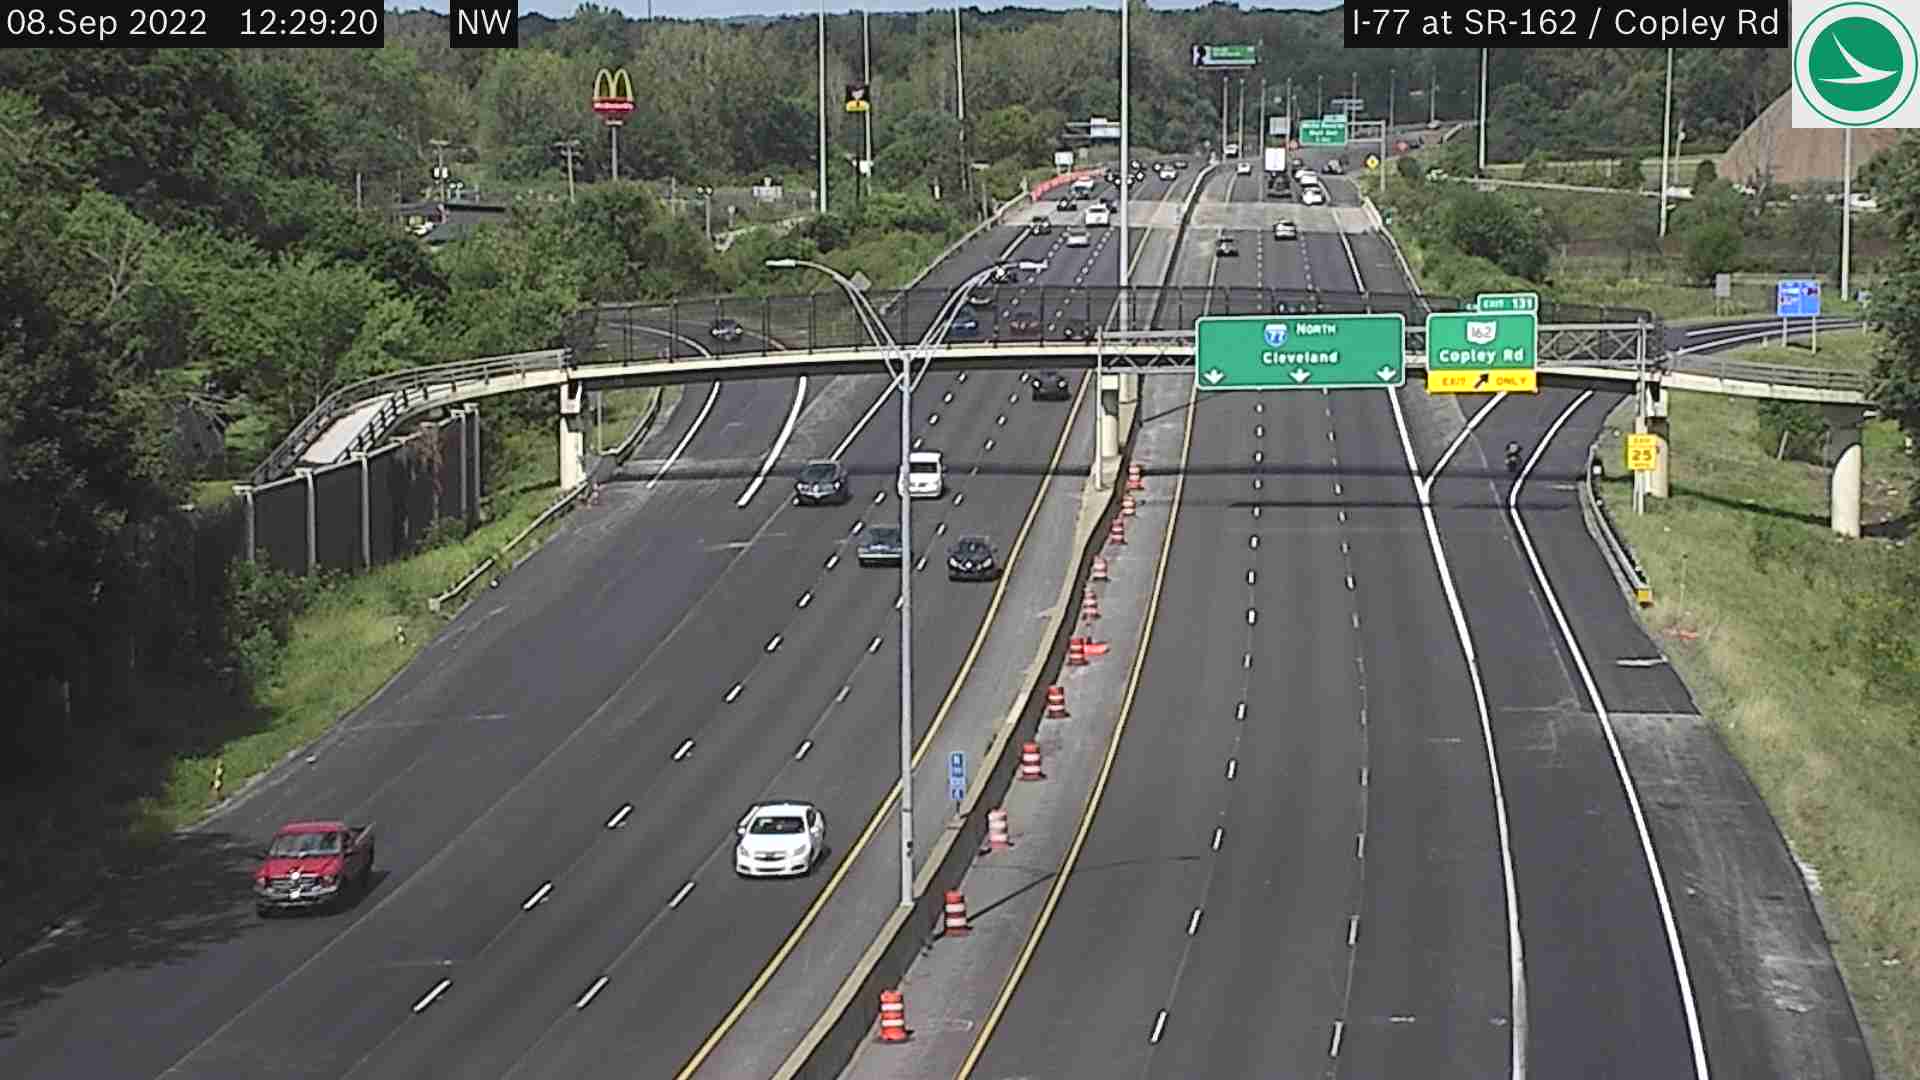 08.Sep 2022 12:29:20
NW
I-77 at SR-162 / Copley Rd
McDonald's
EXIT 131
77 NORTH
Cleveland
162
Copley Rd
EXIT ONLY
25